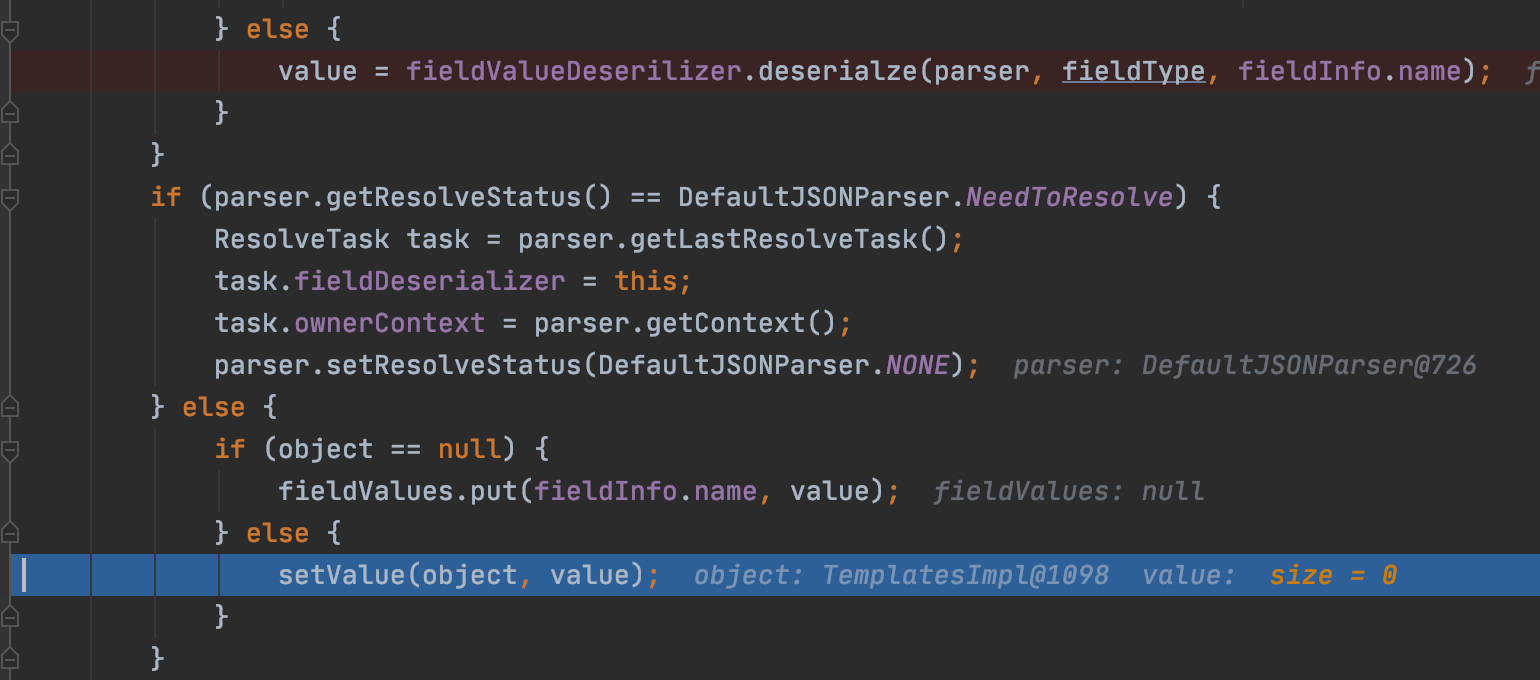 } else {
value = fieldValueDeserilizer.deserialze(parser, fieldType, fieldInfo.name);
}
}
if (parser.getResolveStatus() == DefaultJSONParser.NeedToResolve) {
ResolveTask task = parser.getLastResolveTask();
task.fieldDeserializer = this;
task.ownerContext = parser.getContext();
parser.setResolveStatus(DefaultJSONParser.NONE); parser: DefaultJSONParser@726
} else {
if (object == null) {
fieldValues.put(fieldInfo.name, value); fieldValues: null
} else {
setValue(object, value); object: TemplatesImpl@1098 value: size = 0
}
}